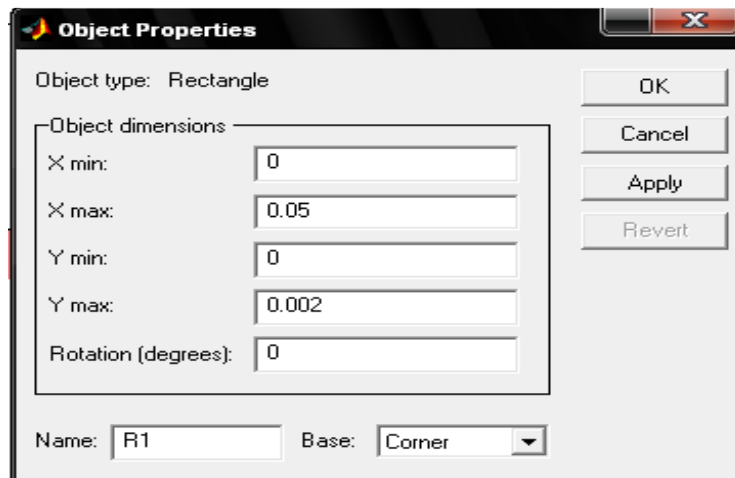 Object Properties
Object type: Rectangle
OK
Object dimensions
Cancel
X min: 0
Apply
X max: 0.05
Revert
Y min: 0
Y max: 0.002
Rotation (degrees): 0
Name: R1 Base: Corner